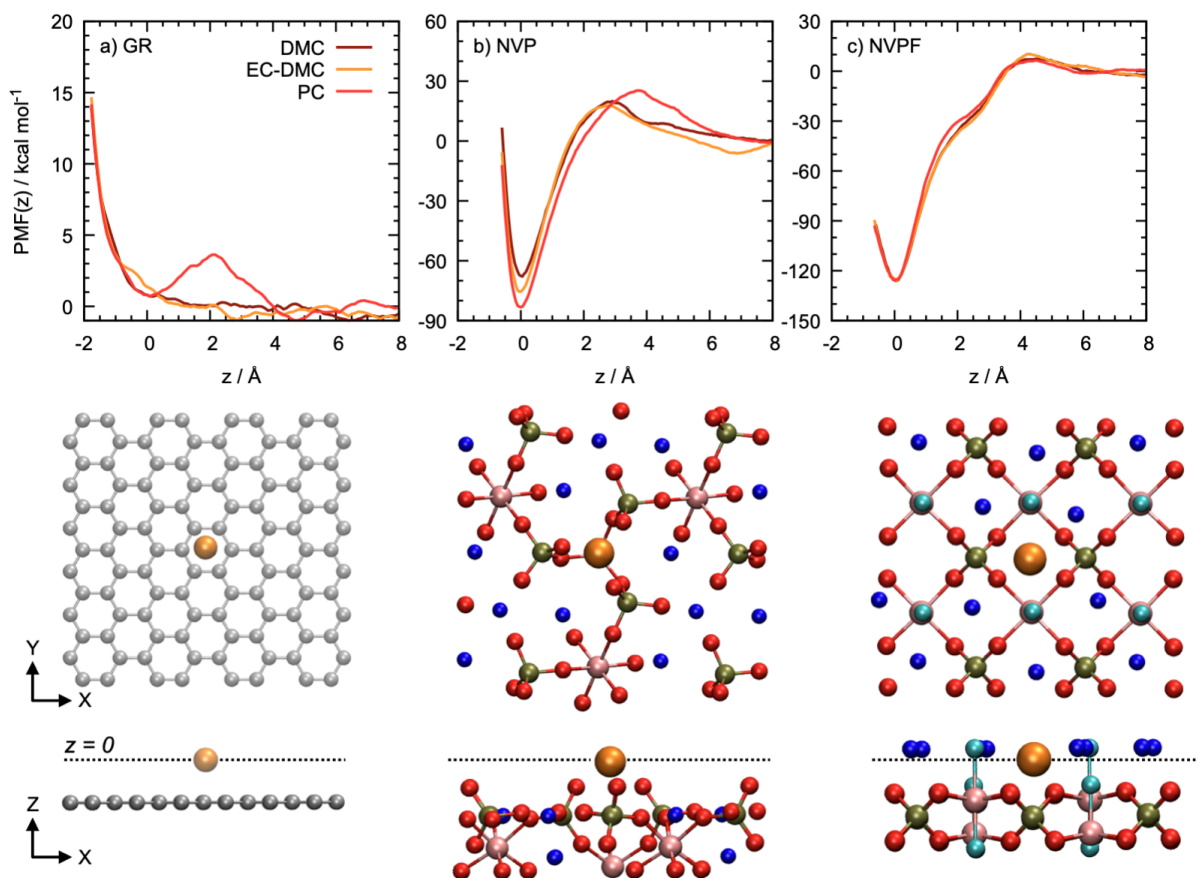 a) GR
DMC
EC-DMC
PC
PMF(z) / kcal mol⁻¹
20
15
10
5
0
-2 0 2 4 6 8
z / Å
b) NVP
60
30
0
-30
-60
-90
-2 0 2 4 6 8
z / Å
c) NVPF
30
0
-30
-60
-90
-120
-150
-2 0 2 4 6 8
z / Å
Y
X
z = 0
Z
X